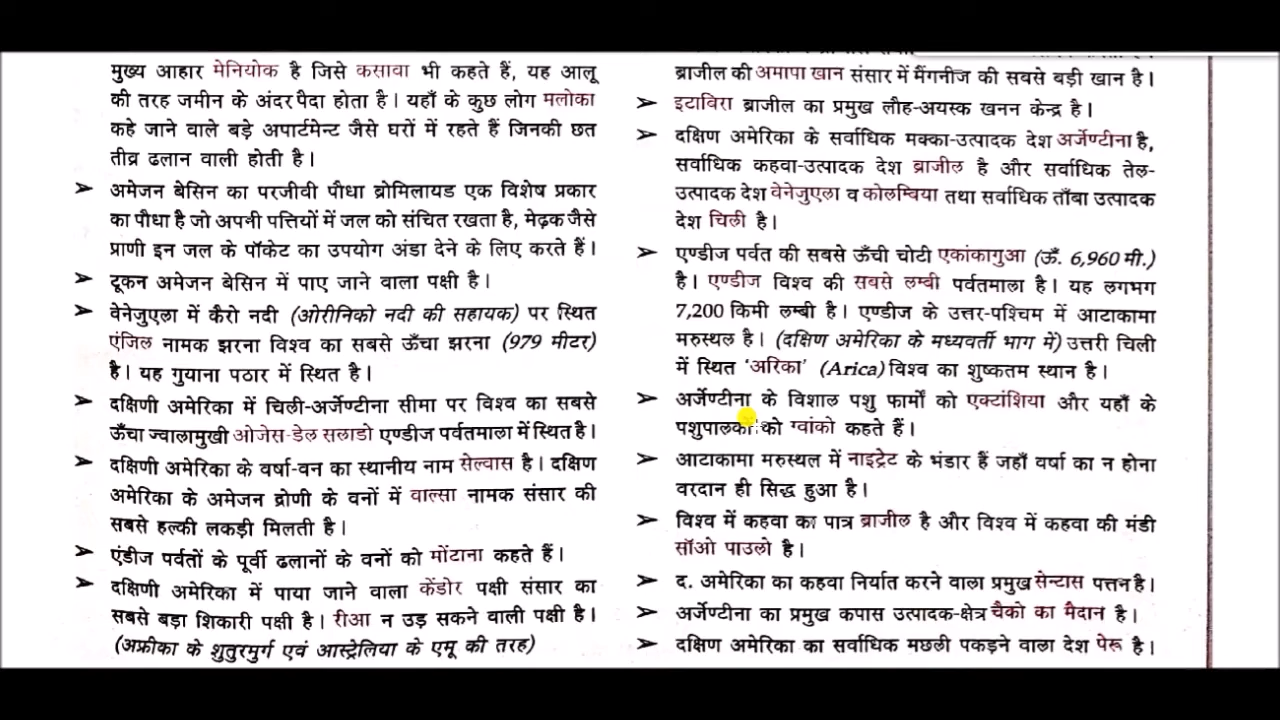 मुख्य आहार मेनियोक है जिसे कसावा भी कहते हैं, यह आलू
की तरह जमीन के अंदर पैदा होता है। यहाँ के कुछ लोग मलोका
कहे जाने वाले बड़े अपार्टमेन्ट जैसे घरों में रहते हैं जिनकी छत
तीव्र ढलान वाली होती है।
➤ अमेजन बेसिन का परजीवी पौधा ब्रोमिलायड एक विशेष प्रकार
का पौधा है जो अपनी पत्तियों में जल को संचित रखता है, मेढ़क जैसे
प्राणी इन जल के पॉकेट का उपयोग अंडा देने के लिए करते हैं।
➤ टूकन अमेजन बेसिन में पाए जाने वाला पक्षी है।
➤ वेनेजुएला में कैरो नदी (ओरीनिको नदी की सहायक) पर स्थित
एंजिल नामक झरना विश्व का सबसे ऊँचा झरना (979 मीटर)
है। यह गुयाना पठार में स्थित है।
➤ दक्षिणी अमेरिका में चिली-अर्जेण्टीना सीमा पर विश्व का सबसे
ऊँचा ज्वालामुखी ओजेस-डेल सलाडो एण्डीज पर्वतमाला में स्थित है।
➤ दक्षिणी अमेरिका के वर्षा-वन का स्थानीय नाम सेल्वास है। दक्षिण
अमेरिका के अमेजन द्रोणी के वनों में वाल्सा नामक संसार की
सबसे हल्की लकड़ी मिलती है।
➤ एंडीज पर्वतों के पूर्वी ढलानों के वनों को मोंटाना कहते हैं।
➤ दक्षिणी अमेरिका में पाया जाने वाला केंडोर पक्षी संसार का
सबसे बड़ा शिकारी पक्षी है। रीआ न उड़ सकने वाली पक्षी है।
(अफ्रीका के शुतुरमुर्ग एवं आस्ट्रेलिया के एमू की तरह)
ब्राजील की अमापा खान संसार में मैंगनीज की सबसे बड़ी खान है।
➤ इटाविरा ब्राजील का प्रमुख लौह-अयस्क खनन केन्द्र है।
➤ दक्षिण अमेरिका के सर्वाधिक मक्का-उत्पादक देश अर्जेण्टीना है,
सर्वाधिक कहवा-उत्पादक देश ब्राजील है और सर्वाधिक तेल-
उत्पादक देश वेनेजुएला व कोलम्विया तथा सर्वाधिक ताँबा उत्पादक
देश चिली है।
➤ एण्डीज पर्वत की सबसे ऊँची चोटी एकांकागुआ (ऊँ. 6,960 मी.)
है। एण्डीज विश्व की सबसे लम्बी पर्वतमाला है। यह लगभग
7,200 किमी लम्बी है। एण्डीज के उत्तर-पश्चिम में आटाकामा
मरुस्थल है। (दक्षिण अमेरिका के मध्यवर्ती भाग में) उत्तरी चिली
में स्थित ‘अरिका’ (Arica) विश्व का शुष्कतम स्थान है।
➤ अर्जेण्टीना के विशाल पशु फार्मों को एक्टांशिया और यहाँ के
पशुपालकों को ग्वांको कहते हैं।
➤ आटाकामा मरुस्थल में नाइट्रेट के भंडार हैं जहाँ वर्षा का न होना
वरदान ही सिद्ध हुआ है।
➤ विश्व में कहवा का पात्र ब्राजील है और विश्व में कहवा की मंडी
सॉओ पाउलो है।
➤ द. अमेरिका का कहवा निर्यात करने वाला प्रमुख सेन्टास पत्तन है।
➤ अर्जेण्टीना का प्रमुख कपास उत्पादक-क्षेत्र चैको का मैदान है।
➤ दक्षिण अमेरिका का सर्वाधिक मछली पकड़ने वाला देश पेरू है।